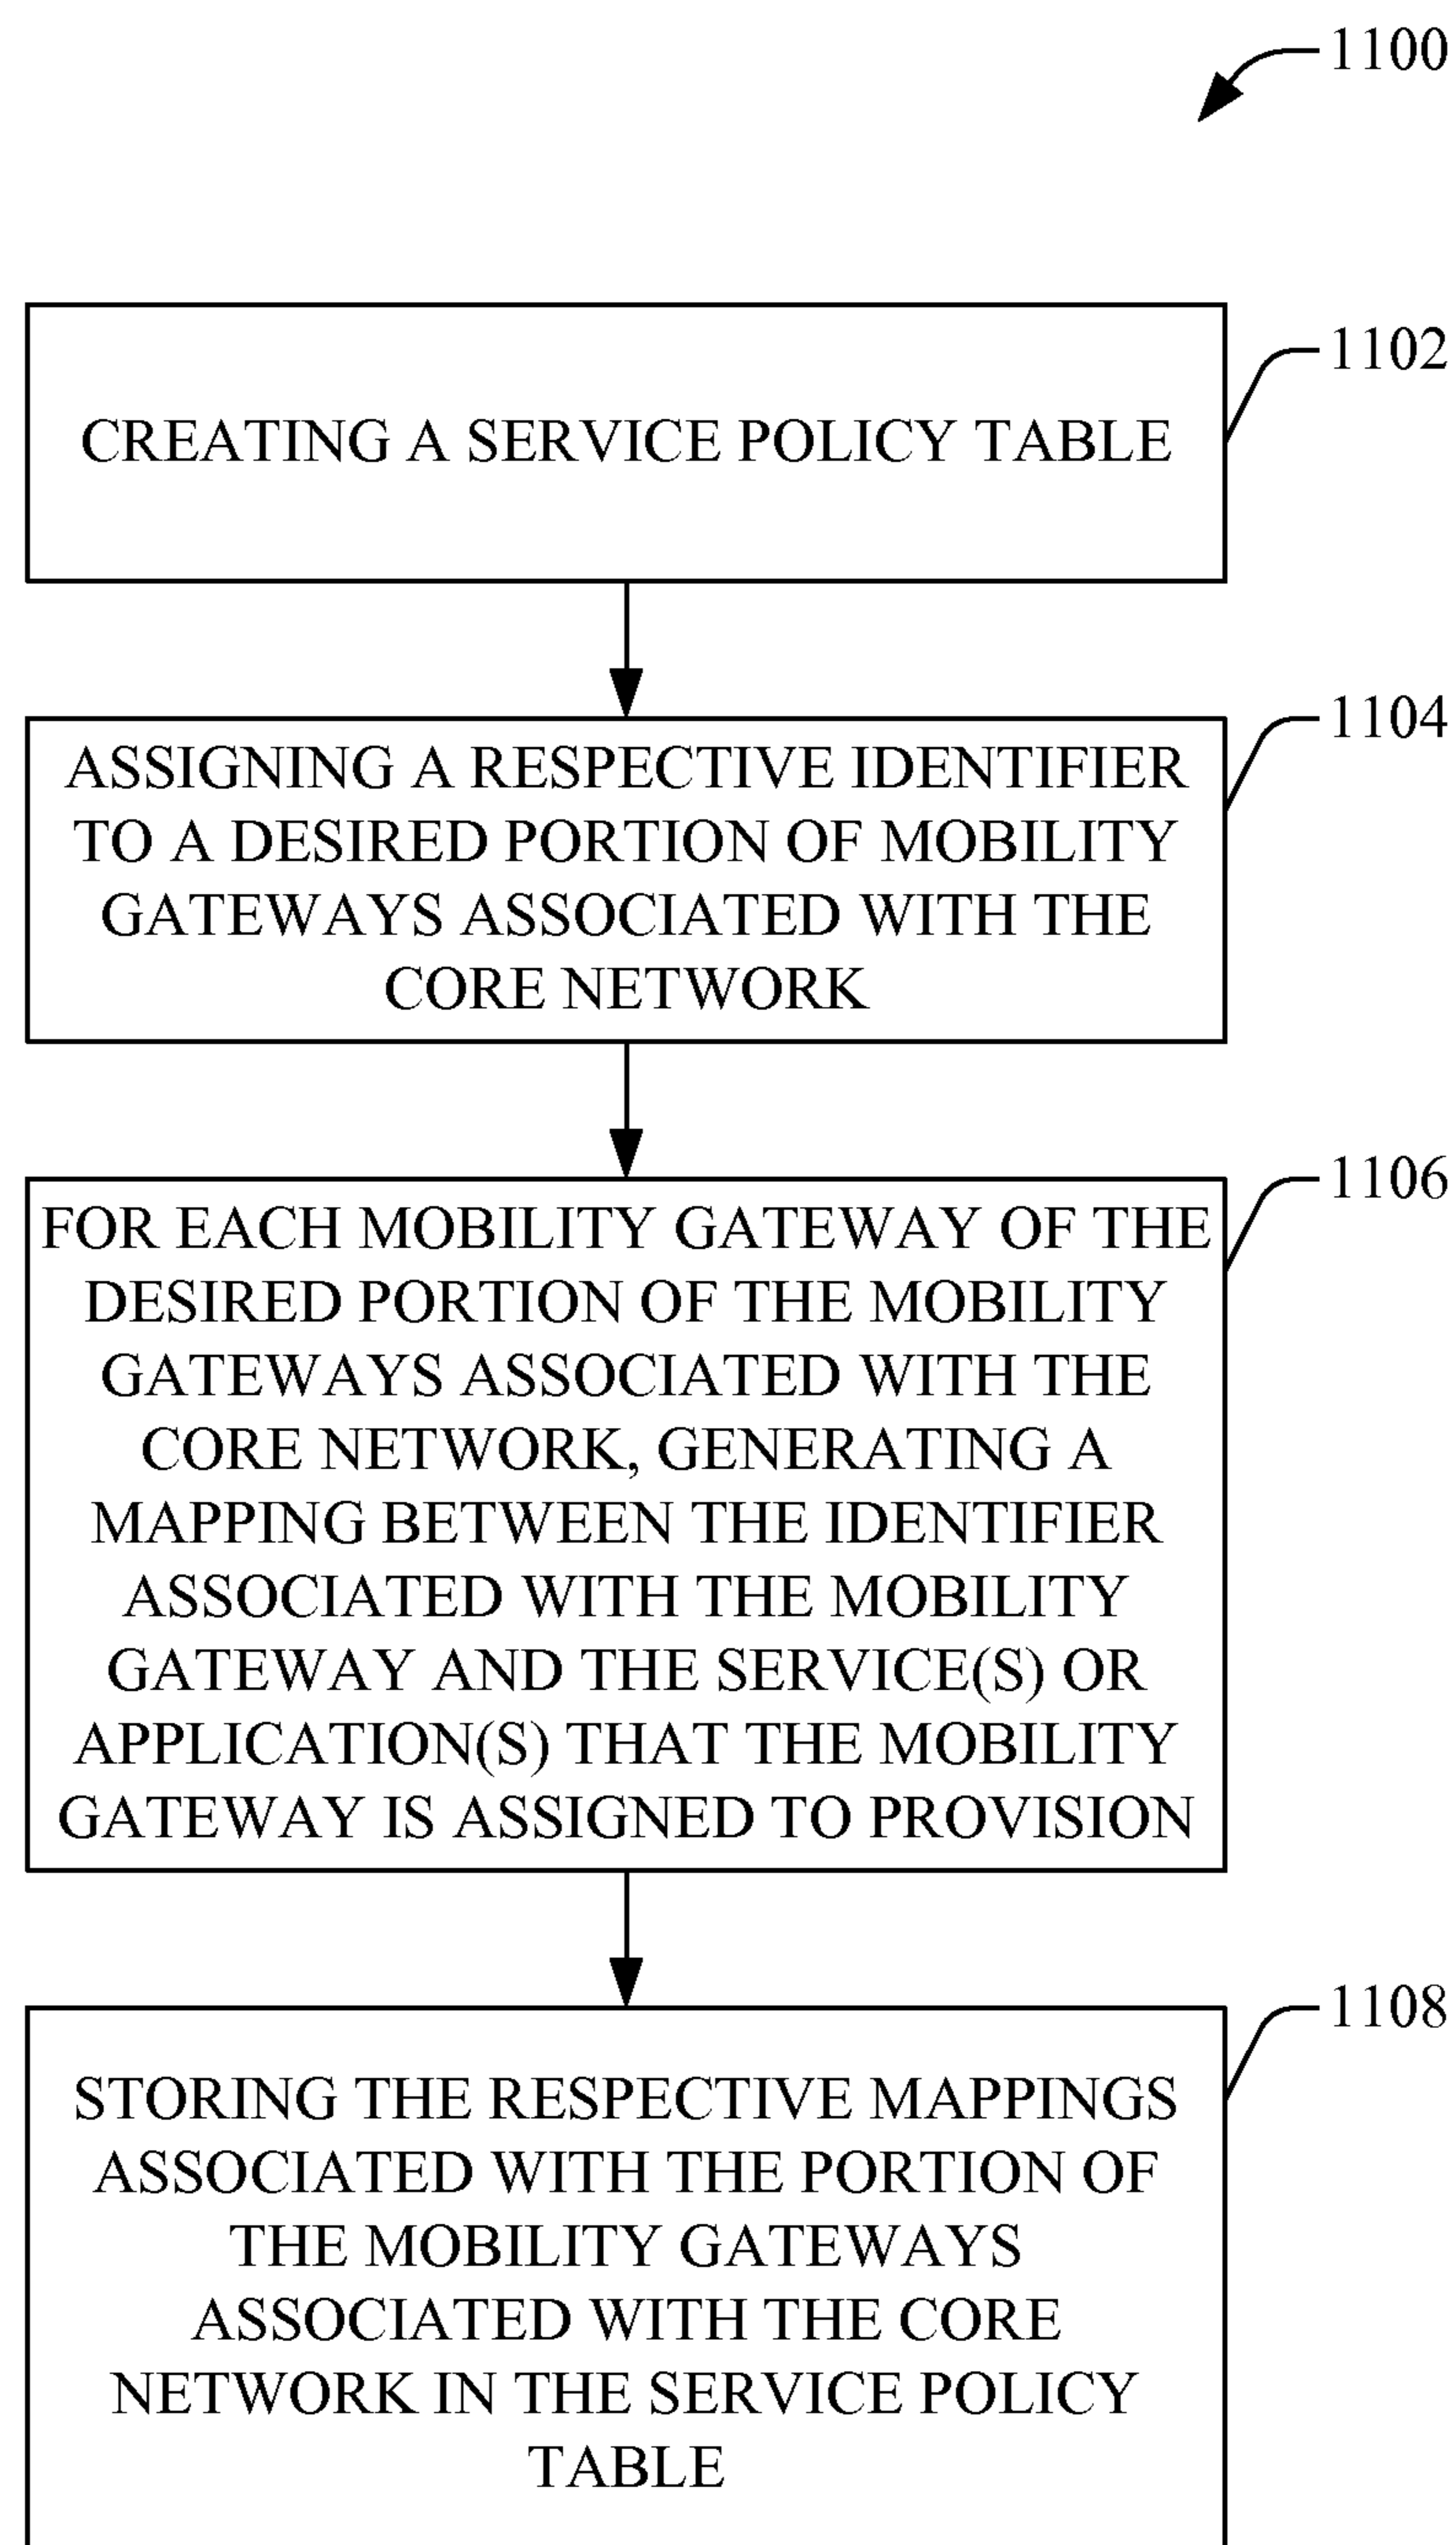 1100
1102
CREATING A SERVICE POLICY TABLE
1104
ASSIGNING A RESPECTIVE IDENTIFIER
TO A DESIRED PORTION OF MOBILITY
GATEWAYS ASSOCIATED WITH THE
CORE NETWORK
1106
FOR EACH MOBILITY GATEWAY OF THE
DESIRED PORTION OF THE MOBILITY
GATEWAYS ASSOCIATED WITH THE
CORE NETWORK, GENERATING A
MAPPING BETWEEN THE IDENTIFIER
ASSOCIATED WITH THE MOBILITY
GATEWAY AND THE SERVICE(S) OR
APPLICATION(S) THAT THE MOBILITY
GATEWAY IS ASSIGNED TO PROVISION
1108
STORING THE RESPECTIVE MAPPINGS
ASSOCIATED WITH THE PORTION OF
THE MOBILITY GATEWAYS
ASSOCIATED WITH THE CORE
NETWORK IN THE SERVICE POLICY
TABLE